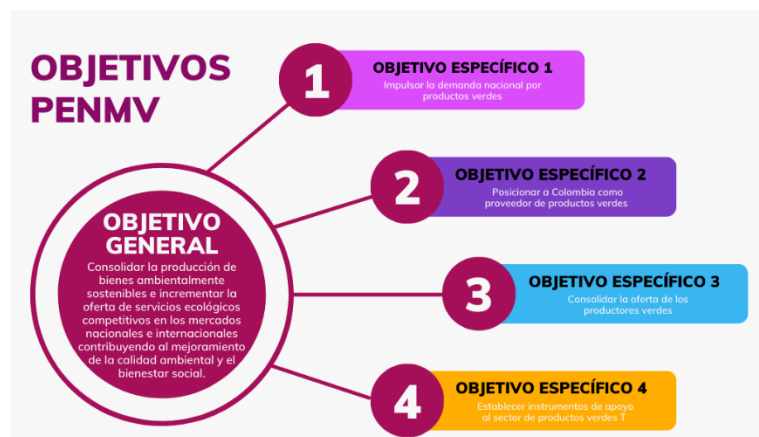 OBJETIVOS
PENMV
1
OBJETIVO ESPECÍFICO 1
Impulsar la demanda nacional por
productos verdes
2
OBJETIVO ESPECÍFICO 2
Posicionar a Colombia como
proveedor de productos verdes
OBJETIVO
GENERAL
Consolidar la producción de
bienes ambientalmente
sostenibles e incrementar la
oferta de servicios ecológicos
competitivos en los mercados
nacionales e internacionales
contribuyendo al mejoramiento
de la calidad ambiental y el
bienestar social.
3
OBJETIVO ESPECÍFICO 3
Consolidar la oferta de los
productores verdes
4
OBJETIVO ESPECÍFICO 4
Establecer instrumentos de apoyo
al sector de productos verdes T